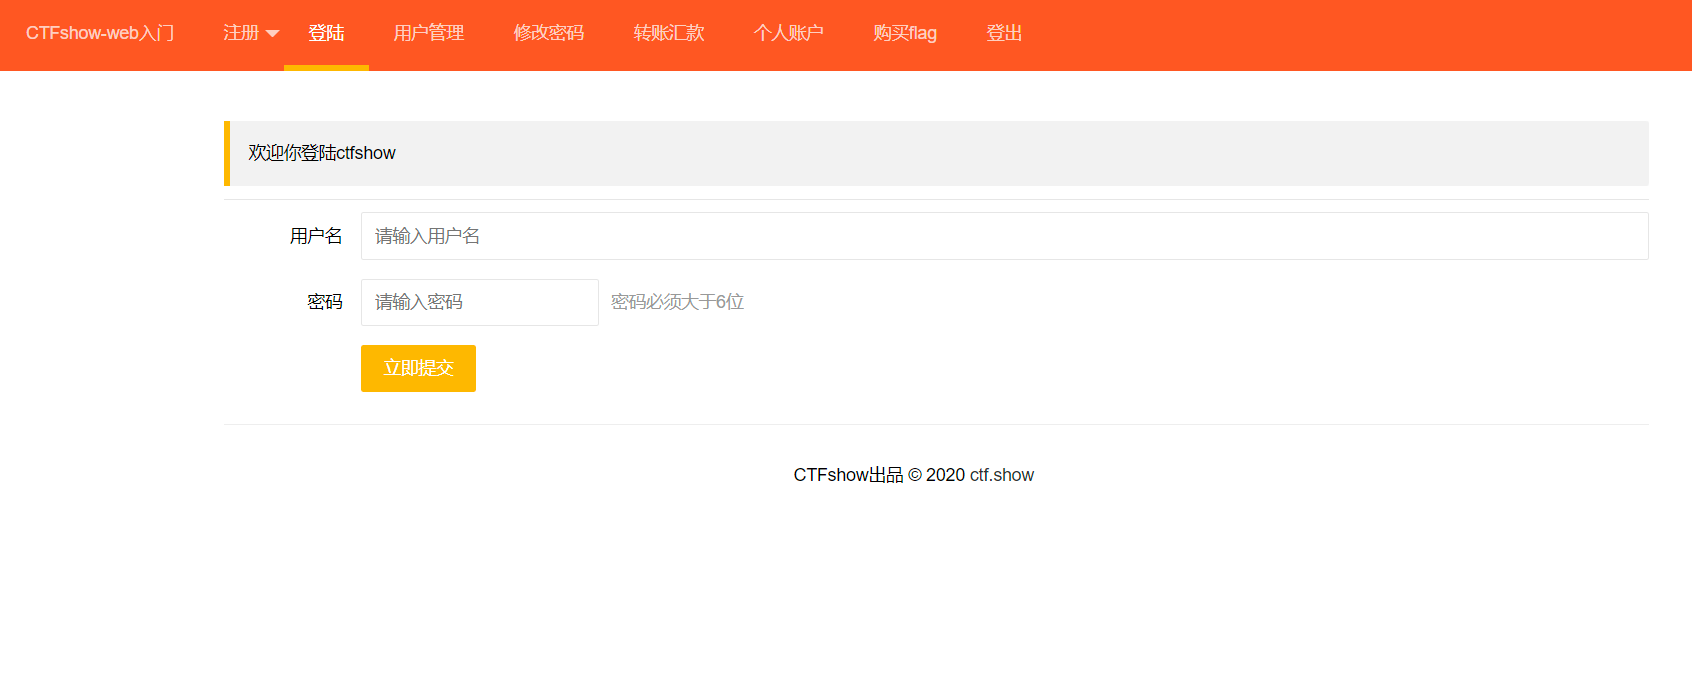 CTFshow-web入门 注册 登陆 用户管理 修改密码 转账汇款 个人账户 购买flag 登出
欢迎你登陆ctfshow
用户名 请输入用户名
密码 请输入密码 密码必须大于6位
立即提交
CTFshow出品 © 2020 ctf.show